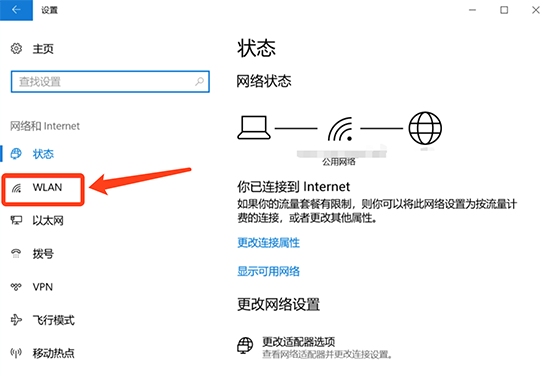 设置
主页
查找设置
网络和 Internet
状态
WLAN
以太网
拨号
VPN
飞行模式
移动热点
状态
网络状态
公用网络
你已连接到 Internet
如果你的流量套餐有限制，则你可以将此网络设置为按流量计
费的连接，或者更改其他属性。
更改连接属性
显示可用网络
更改网络设置
更改适配器选项
查看网络适配器并更改连接设置。